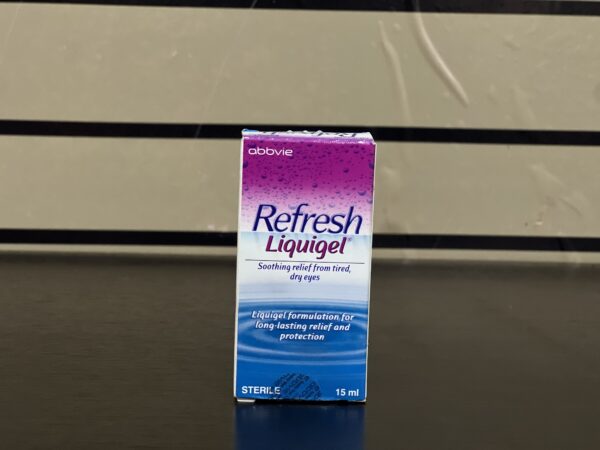 abbvie
Refresh
Liquigel®
Soothing relief from tired,
dry eyes
Liquigel formulation for
long-lasting relief and
protection
STERILE
15 ml